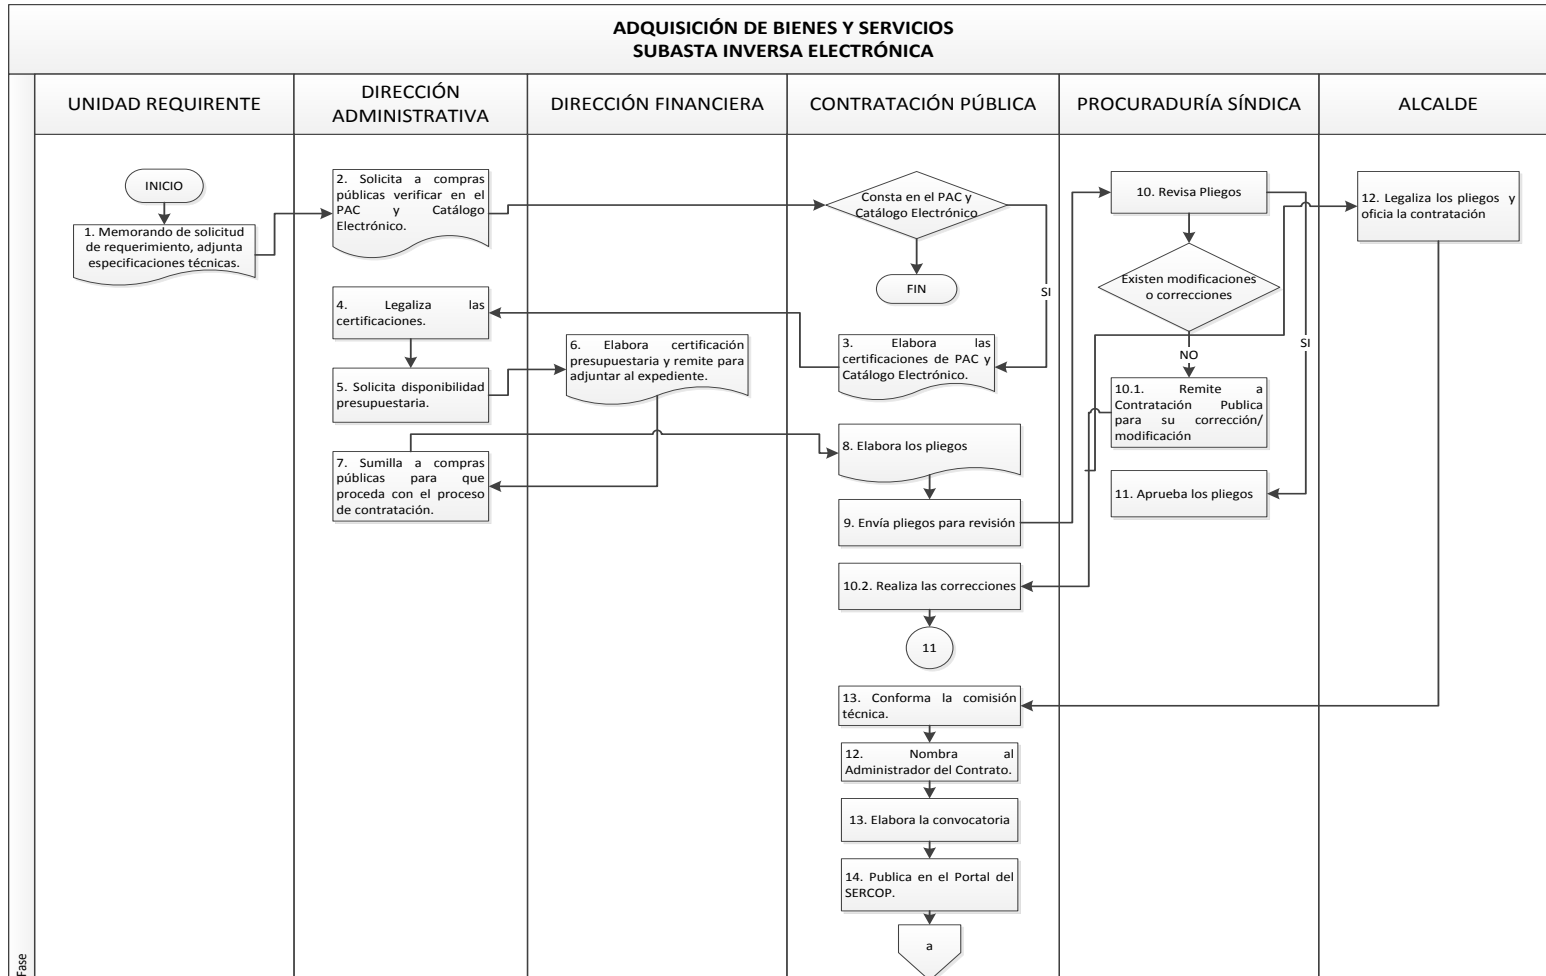 ADQUISICIÓN DE BIENES Y SERVICIOS
SUBASTA INVERSA ELECTRÓNICA
UNIDAD REQUIRENTE
DIRECCIÓN
ADMINISTRATIVA
DIRECCIÓN FINANCIERA
CONTRATACIÓN PÚBLICA
PROCURADURÍA SÍNDICA
ALCALDE
INICIO
1. Memorando de solicitud
de requerimiento, adjunta
especificaciones técnicas.
2. Solicita a compras
públicas verificar en el
PAC y Catálogo
Electrónico.
Consta en el PAC y
Catálogo Electrónico
FIN
SI
3. Elabora las
certificaciones de PAC y
Catálogo Electrónico.
4. Legaliza las
certificaciones.
5. Solicita disponibilidad
presupuestaria.
6. Elabora certificación
presupuestaria y remite para
adjuntar al expediente.
7. Sumilla a compras
públicas para que
proceda con el proceso
de contratación.
8. Elabora los pliegos
9. Envía pliegos para revisión
10. Revisa Pliegos
Existen modificaciones
o correcciones
SI
NO
10.1. Remite a
Contratación Publica
para su corrección/
modificación
11. Aprueba los pliegos
12. Legaliza los pliegos y
oficia la contratación
10.2. Realiza las correcciones
11
13. Conforma la comisión
técnica.
12. Nombra al
Administrador del Contrato.
13. Elabora la convocatoria
14. Publica en el Portal del
SERCOP.
a
Fase